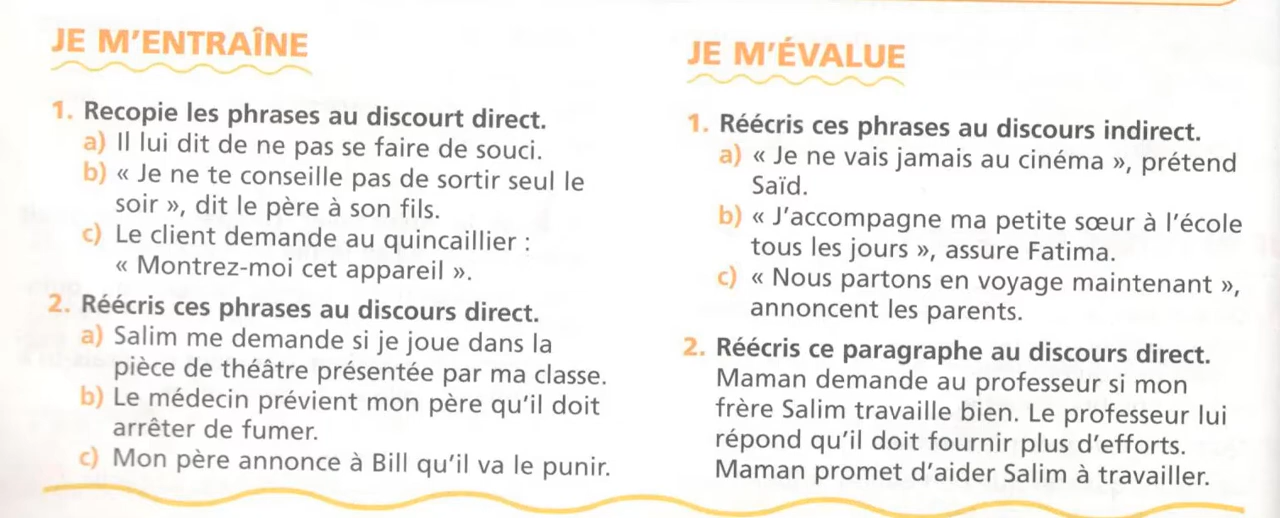 JE M'ENTRAÎNE
1. Recopie les phrases au discourt direct.
a) Il lui dit de ne pas se faire de souci.
b) « Je ne te conseille pas de sortir seul le
soir », dit le père à son fils.
c) Le client demande au quincaillier :
« Montrez-moi cet appareil ».
2. Réécris ces phrases au discours direct.
a) Salim me demande si je joue dans la
pièce de théâtre présentée par ma classe.
b) Le médecin prévient mon père qu'il doit
arrêter de fumer.
c) Mon père annonce à Bill qu'il va le punir.
JE M'ÉVALUE
1. Réécris ces phrases au discours indirect.
a) « Je ne vais jamais au cinéma », prétend
Saïd.
b) « J'accompagne ma petite sœur à l'école
tous les jours », assure Fatima.
c) « Nous partons en voyage maintenant »,
annoncent les parents.
2. Réécris ce paragraphe au discours direct.
Maman demande au professeur si mon
frère Salim travaille bien. Le professeur lui
répond qu'il doit fournir plus d'efforts.
Maman promet d'aider Salim à travailler.